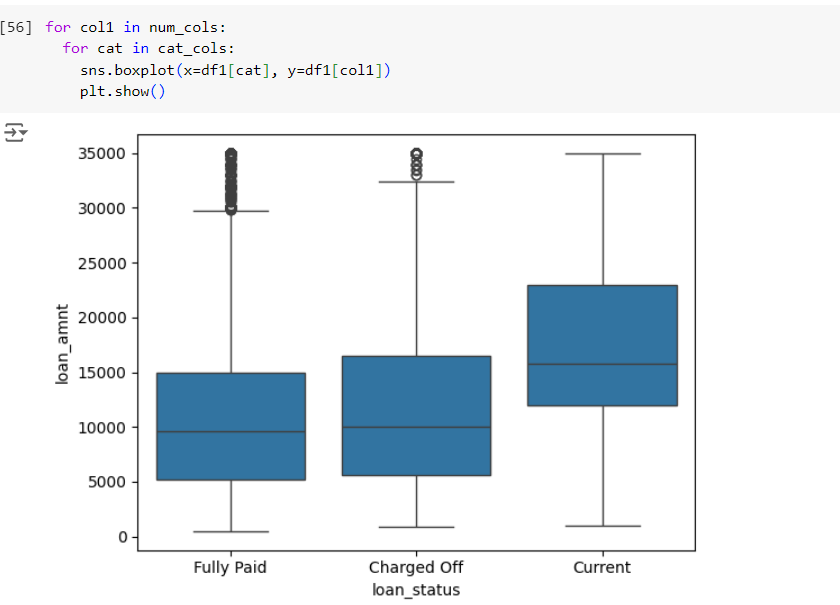 [56] for col1 in num_cols:
for cat in cat_cols:
sns.boxplot(x=df1[cat], y=df1[col1])
plt.show()
35000
30000
25000
20000
15000
10000
5000
0
loan_amnt
Fully Paid Charged Off Current
loan_status